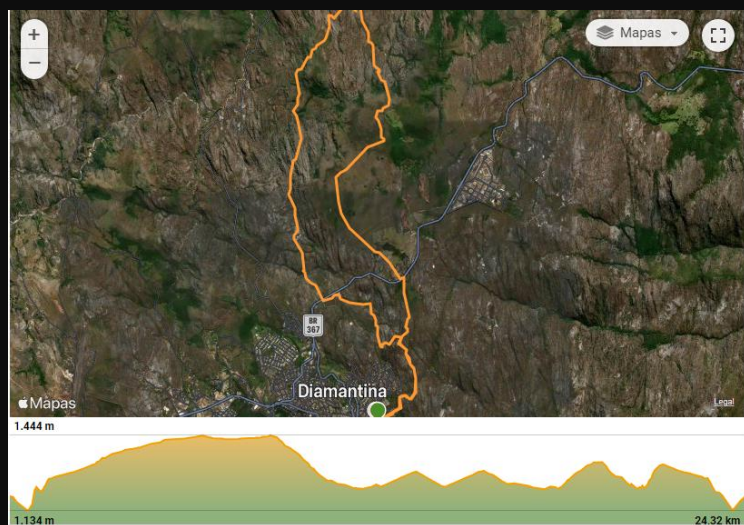 +
Mapas
−
BR
367
Diamantina
Mapas
Legal
1.444 m
1.134 m
24.32 km